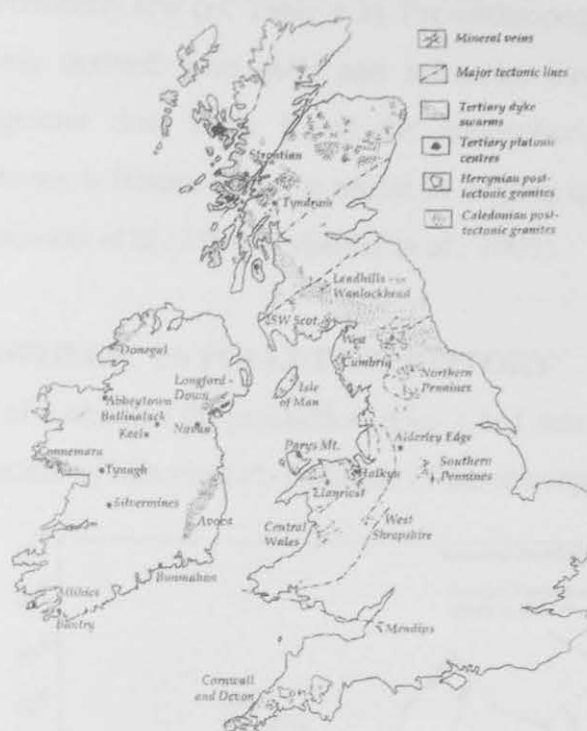 Mineral veins
Major tectonic lines
Tertiary dyke
swarms
Tertiary plutonic
centres
Hercynian post-
tectonic granites
Caledonian post-
tectonic granites
Strontian
Tyndrum
Leadhills
Wanlockhead
SW Scot.
West
Cumbria
Northern
Pennines
Isle
of Man
Donegal
Longford-
Down
Abbeytown
Ballinalack
Keel
Navan
Connemara
Tynagh
Silvermines
Avoca
Bunmahon
Allihies
Bantry
Parys Mt.
Alderley Edge
Halkyn
Southern
Pennines
Llanrwst
Central
Wales
West
Shropshire
Mendips
Cornwall
and Devon